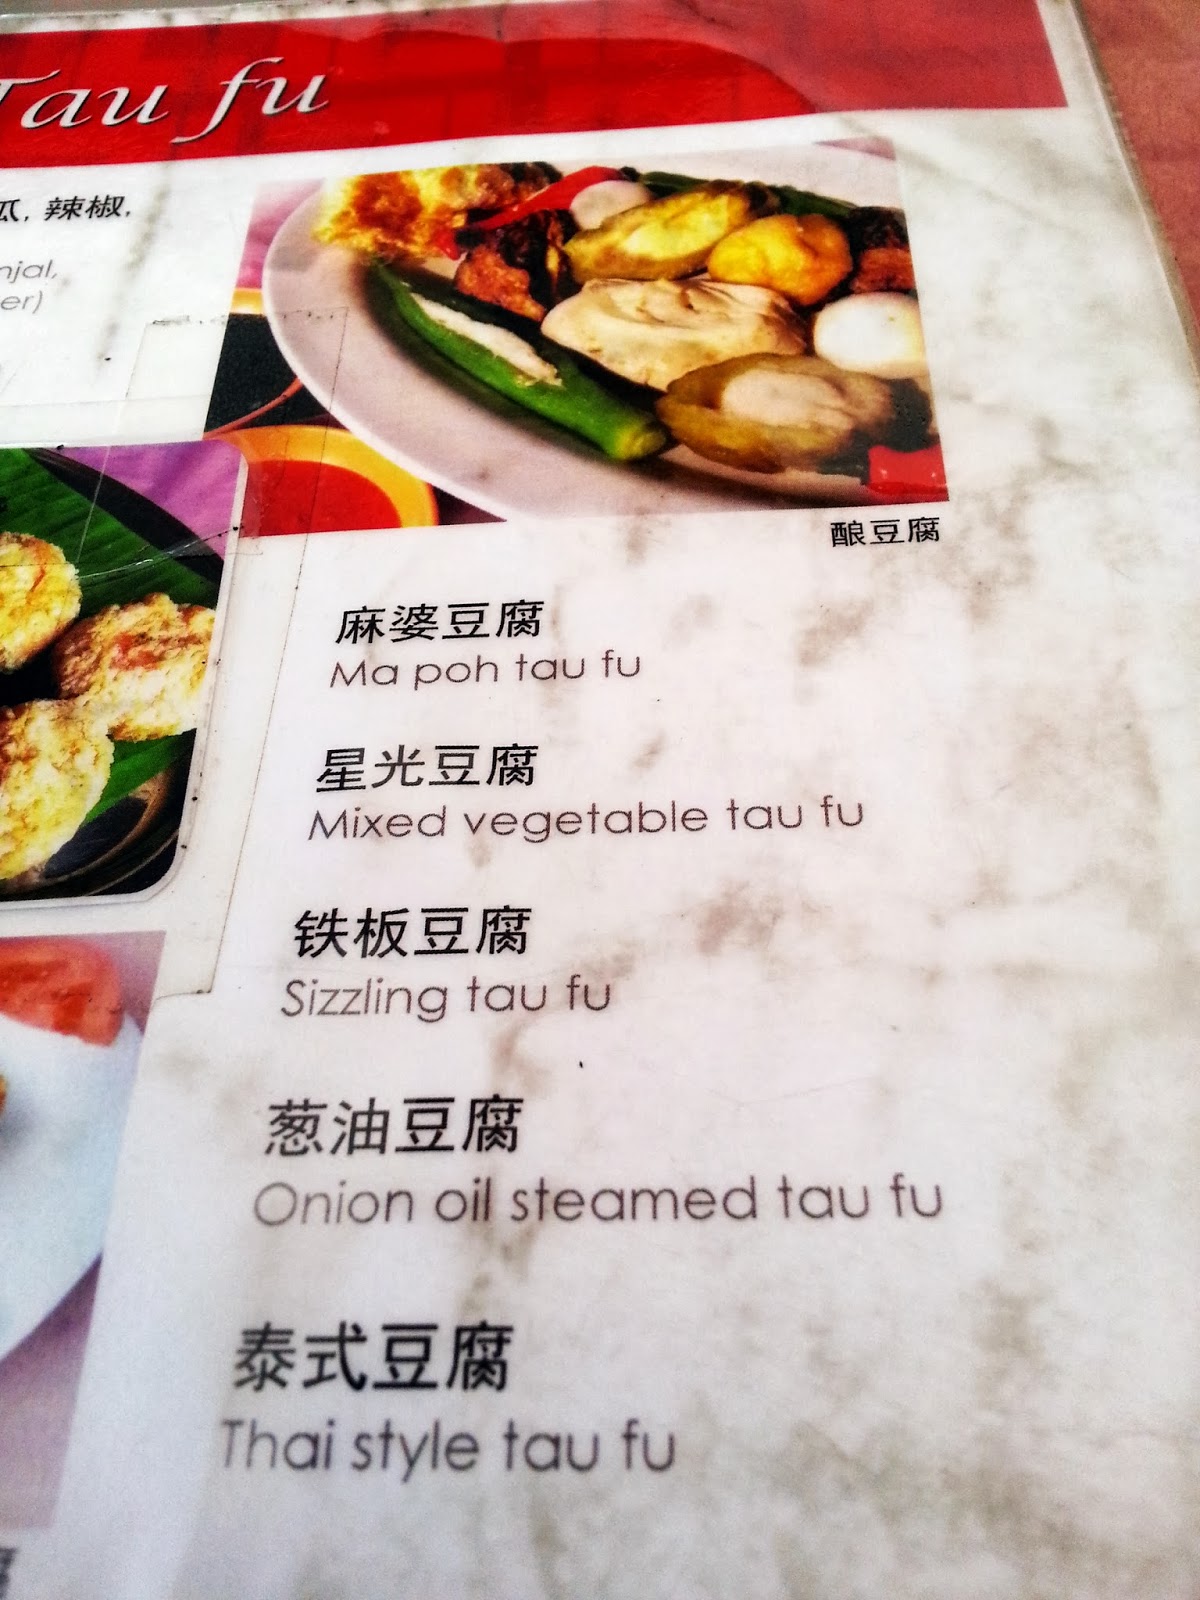 Tau fu
瓜, 辣椒,
酿豆腐
麻婆豆腐
Ma poh tau fu
星光豆腐
Mixed vegetable tau fu
铁板豆腐
Sizzling tau fu
葱油豆腐
Onion oil steamed tau fu
泰式豆腐
Thai style tau fu